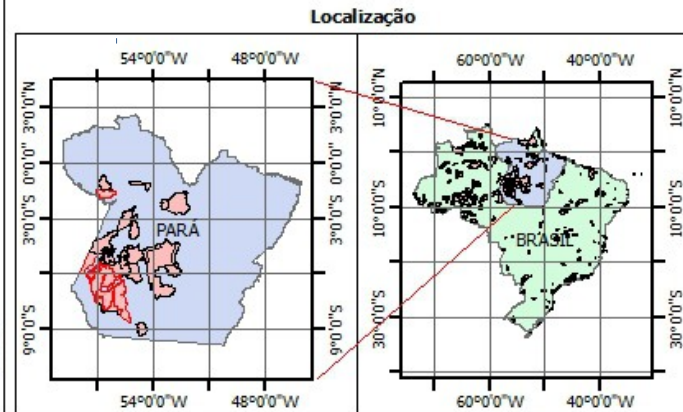 Localização
54°0'0"W 48°0'0"W
3°0'0"N 3°0'0"N
0°0'0" 0°0'0"
3°0'0"S 3°0'0"S
PARÁ
9°0'0"S 9°0'0"S
54°0'0"W 48°0'0"W
60°0'0"W 40°0'0"W
10°0'0"N 10°0'0"N
10°0'0"S 10°0'0"S
BRASIL
30°0'0"S 30°0'0"S
60°0'0"W 40°0'0"W